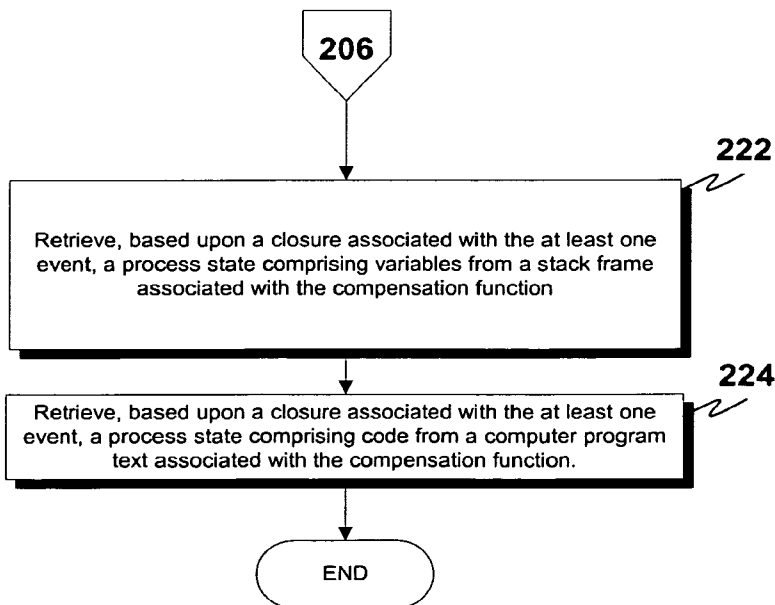 206
222
Retrieve, based upon a closure associated with the at least one
event, a process state comprising variables from a stack frame
associated with the compensation function
224
Retrieve, based upon a closure associated with the at least one
event, a process state comprising code from a computer program
text associated with the compensation function.
END